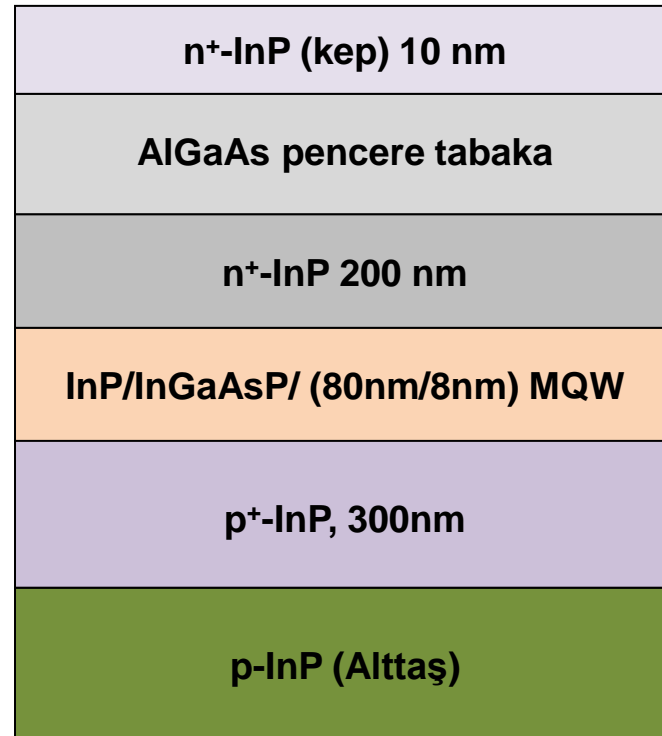 n⁺-InP (kep) 10 nm
AlGaAs pencere tabaka
n⁺-InP 200 nm
InP/InGaAsP/ (80nm/8nm) MQW
p⁺-InP, 300nm
p-InP (Alttaş)